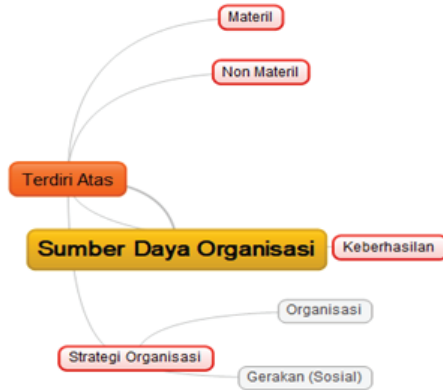 Materil
Non Materil
Terdiri Atas
Sumber Daya Organisasi
Keberhasilan
Organisasi
Strategi Organisasi
Gerakan (Sosial)